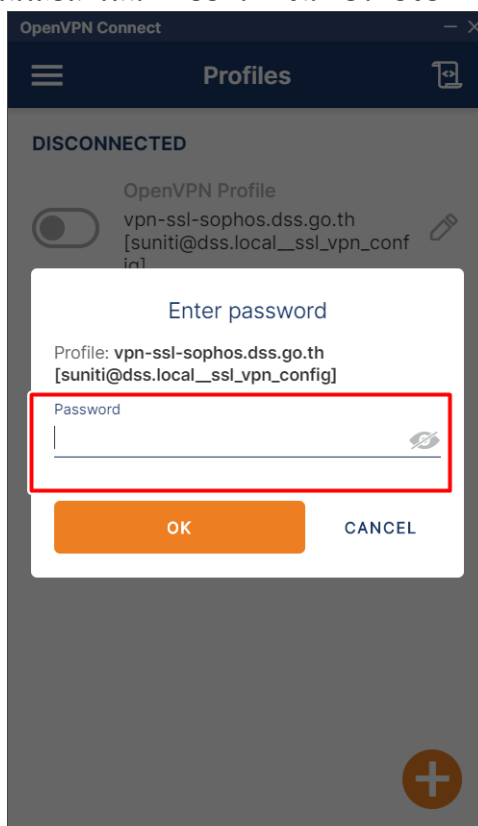 OpenVPN Connect
Profiles
DISCONNECTED
OpenVPN Profile
vpn-ssl-sophos.dss.go.th
[suniti@dss.local__ssl_vpn_conf
ig]
Enter password
Profile: vpn-ssl-sophos.dss.go.th
[suniti@dss.local__ssl_vpn_config]
Password
OK
CANCEL